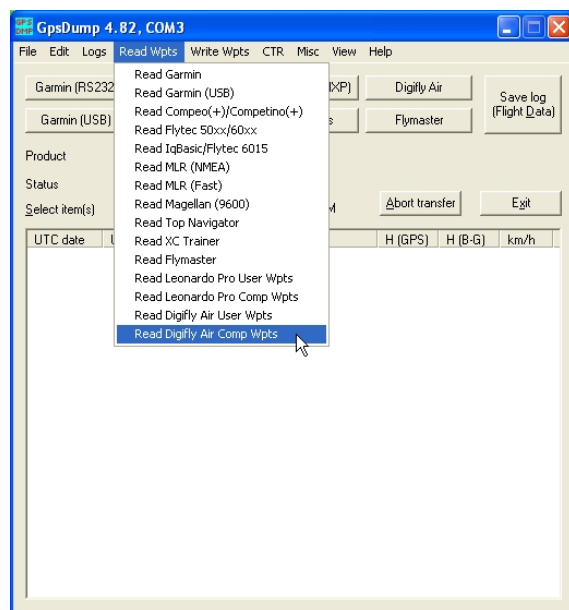 GPS
DMP
GpsDump 4.82, COM3
File Edit Logs Read Wpts Write Wpts CTR Misc View Help
Garmin (RS232
Digifly Air
Save log
(Flight Data)
Garmin (USB)
Flymaster
Product
Status
Select item(s)
Abort transfer
Exit
UTC date
H (GPS) H (B-G) km/h
Read Garmin
Read Garmin (USB)
Read Compeo(+)/Competino(+)
Read Flytec 50xx/60xx
Read IqBasic/Flytec 6015
Read MLR (NMEA)
Read MLR (Fast)
Read Magellan (9600)
Read Top Navigator
Read XC Trainer
Read Flymaster
Read Leonardo Pro User Wpts
Read Leonardo Pro Comp Wpts
Read Digifly Air User Wpts
Read Digifly Air Comp Wpts